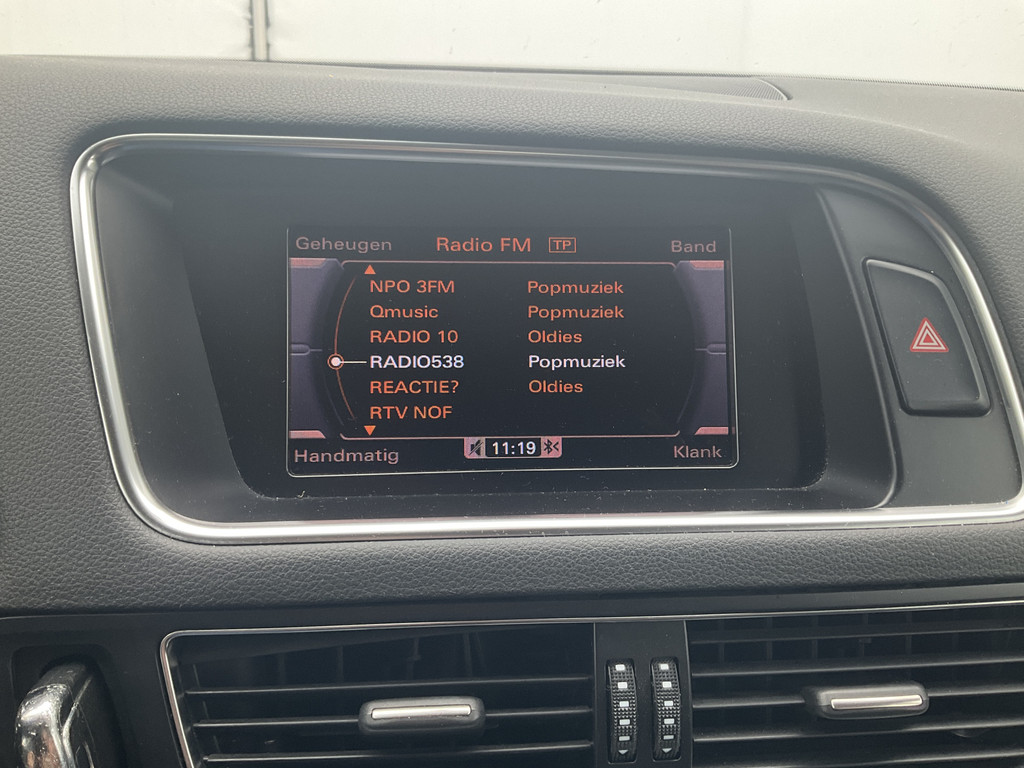 Geheugen Radio FM TP Band
NPO 3FM Popmuziek
Qmusic Popmuziek
RADIO 10 Oldies
RADIO538 Popmuziek
REACTIE? Oldies
RTV NOF
Handmatig 11:19 Klank